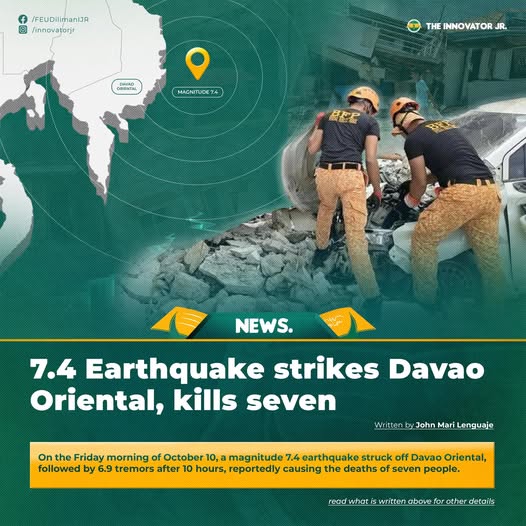 /FEUDilimanIJR
/innovatorjr
THE INNOVATOR JR.
DAVAO
ORIENTAL
MAGNITUDE 7.4
BFP
BFP
NEWS.
7.4 Earthquake strikes Davao
Oriental, kills seven
Written by John Mari Lenguaje
On the Friday morning of October 10, a magnitude 7.4 earthquake struck off Davao Oriental,
followed by 6.9 tremors after 10 hours, reportedly causing the deaths of seven people.
read what is written above for other details